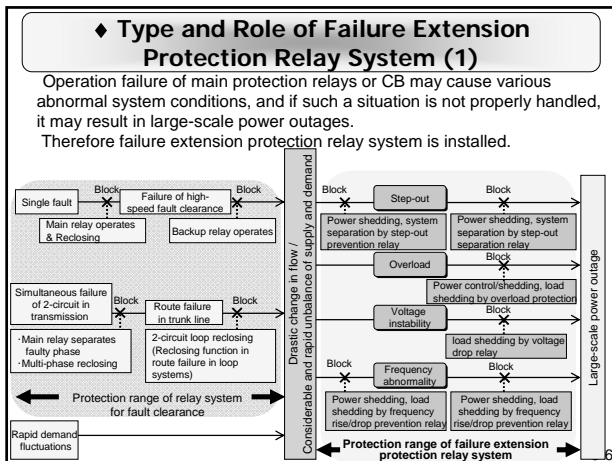 ♦ Type and Role of Failure Extension
Protection Relay System (1)
Operation failure of main protection relays or CB may cause various
abnormal system conditions, and if such a situation is not properly handled,
it may result in large-scale power outages.
Therefore failure extension protection relay system is installed.
Single fault
Block
Failure of high-
speed fault clearance
Block
Main relay operates
& Reclosing
Backup relay operates
Simultaneous failure
of 2-circuit in
transmission
Block
Route failure
in trunk line
Block
・Main relay separates
faulty phase
・Multi-phase reclosing
2-circuit loop reclosing
(Reclosing function in
route failure in loop
systems)
Protection range of relay system
for fault clearance
Rapid demand
fluctuations
Drastic change in flow /
Considerable and rapid unbalance of supply and demand
Block
Step-out
Block
Power shedding, system
separation by step-out
prevention relay
Power shedding, system
separation by step-out
separation relay
Overload
Block
Power control/shedding, load
shedding by overload protection
Voltage
instability
Block
load shedding by voltage
drop relay
Block
Frequency
abnormality
Block
Power shedding, load
shedding by frequency
rise/drop prevention relay
Power shedding, load
shedding by frequency
rise/drop prevention relay
Protection range of failure extension
protection relay system
Large-scale power outage
6